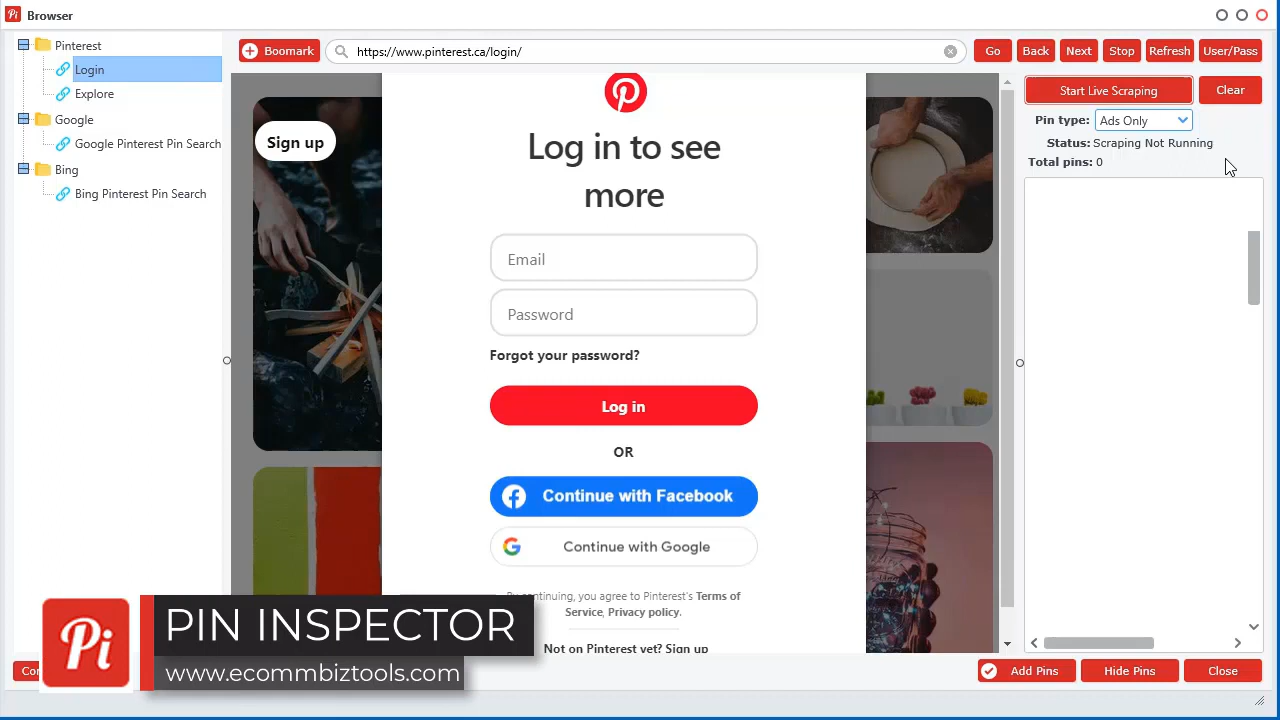 Pi Browser
Boomark
https://www.pinterest.ca/login/
Go
Back
Next
Stop
Refresh
User/Pass
Pinterest
Login
Explore
Google
Google Pinterest Pin Search
Bing
Bing Pinterest Pin Search
Sign up
Log in to see
more
Email
Password
Forgot your password?
Log in
OR
Continue with Facebook
Continue with Google
continuing, you agree to Pinterest's Terms of
Service, Privacy policy.
Not on Pinterest yet? Sign up
Start Live Scraping
Clear
Pin type: Ads Only
Status: Scraping Not Running
Total pins: 0
Add Pins
Hide Pins
Close
Pi
PIN INSPECTOR
www.ecommbiztools.com